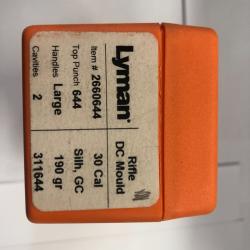 Lyman®
Rifle
DC Mould
Item # 2660644
30 Cal
Top Punch 644
Silh, GC
Handles Large
190 gr
Cavities 2
311644